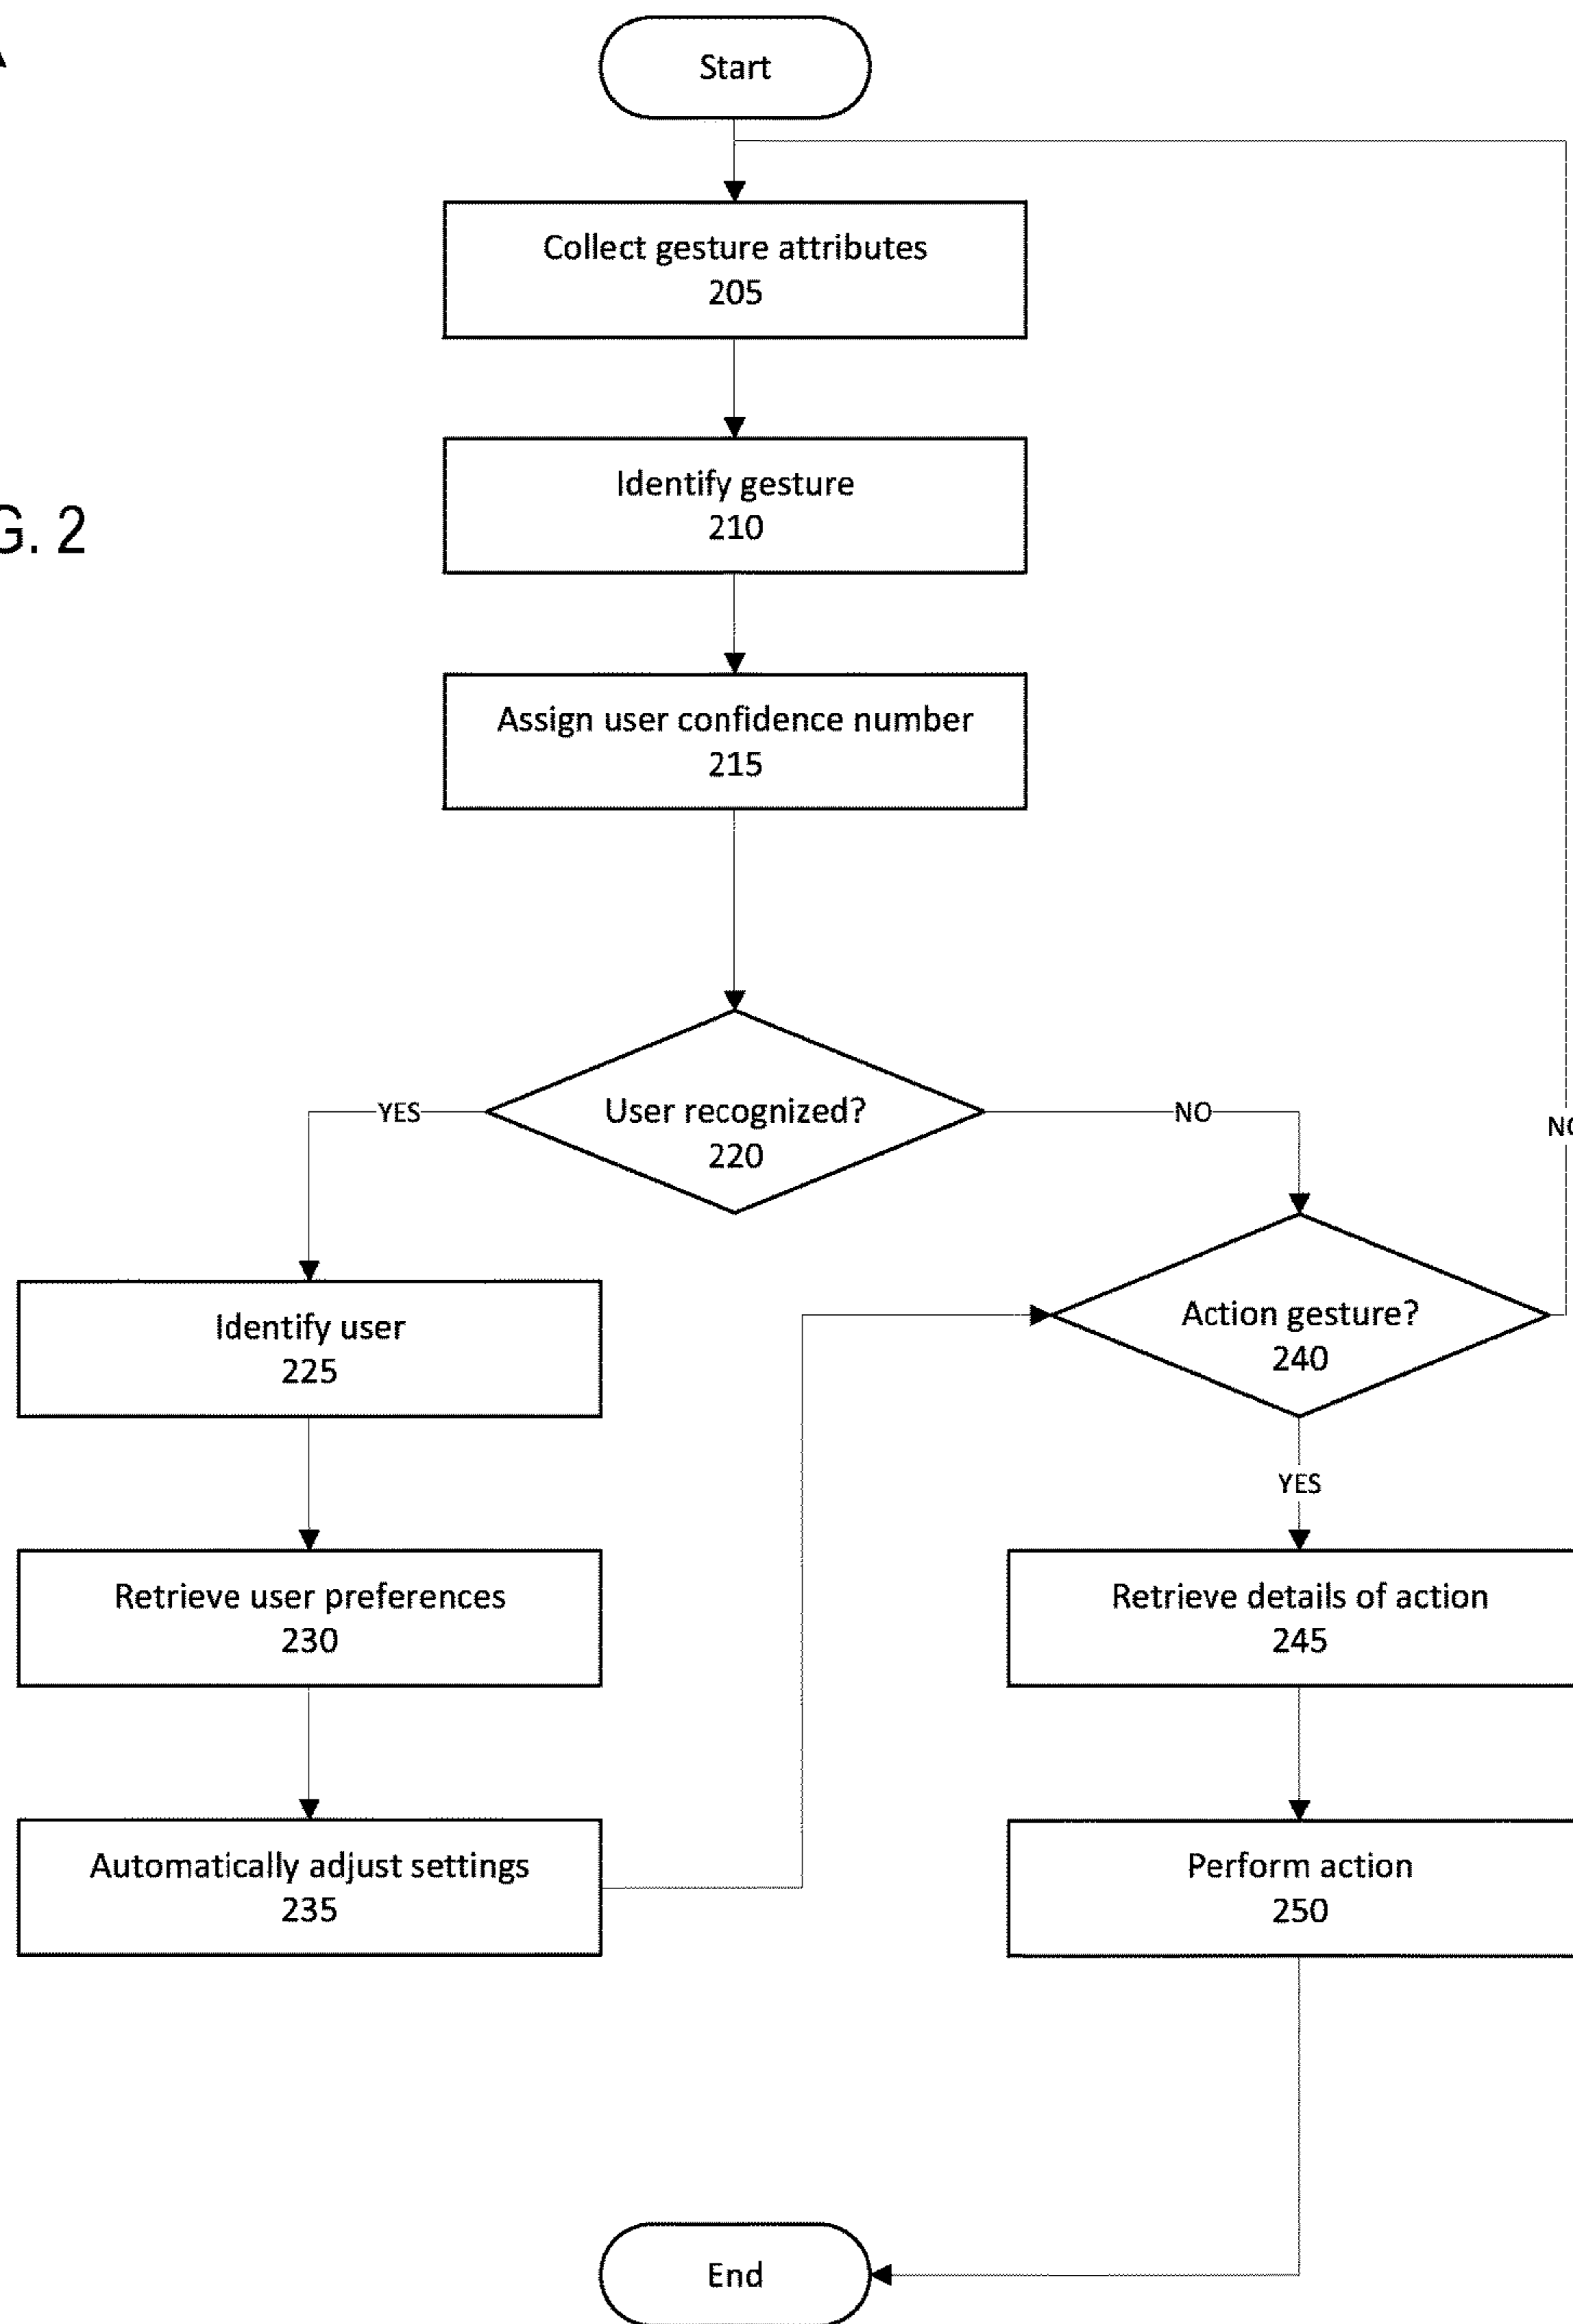 Start
Collect gesture attributes
205
Identify gesture
210
G. 2
Assign user confidence number
215
User recognized?
220
YES
NO
NO
Identify user
225
Action gesture?
240
YES
Retrieve user preferences
230
Retrieve details of action
245
Automatically adjust settings
235
Perform action
250
End